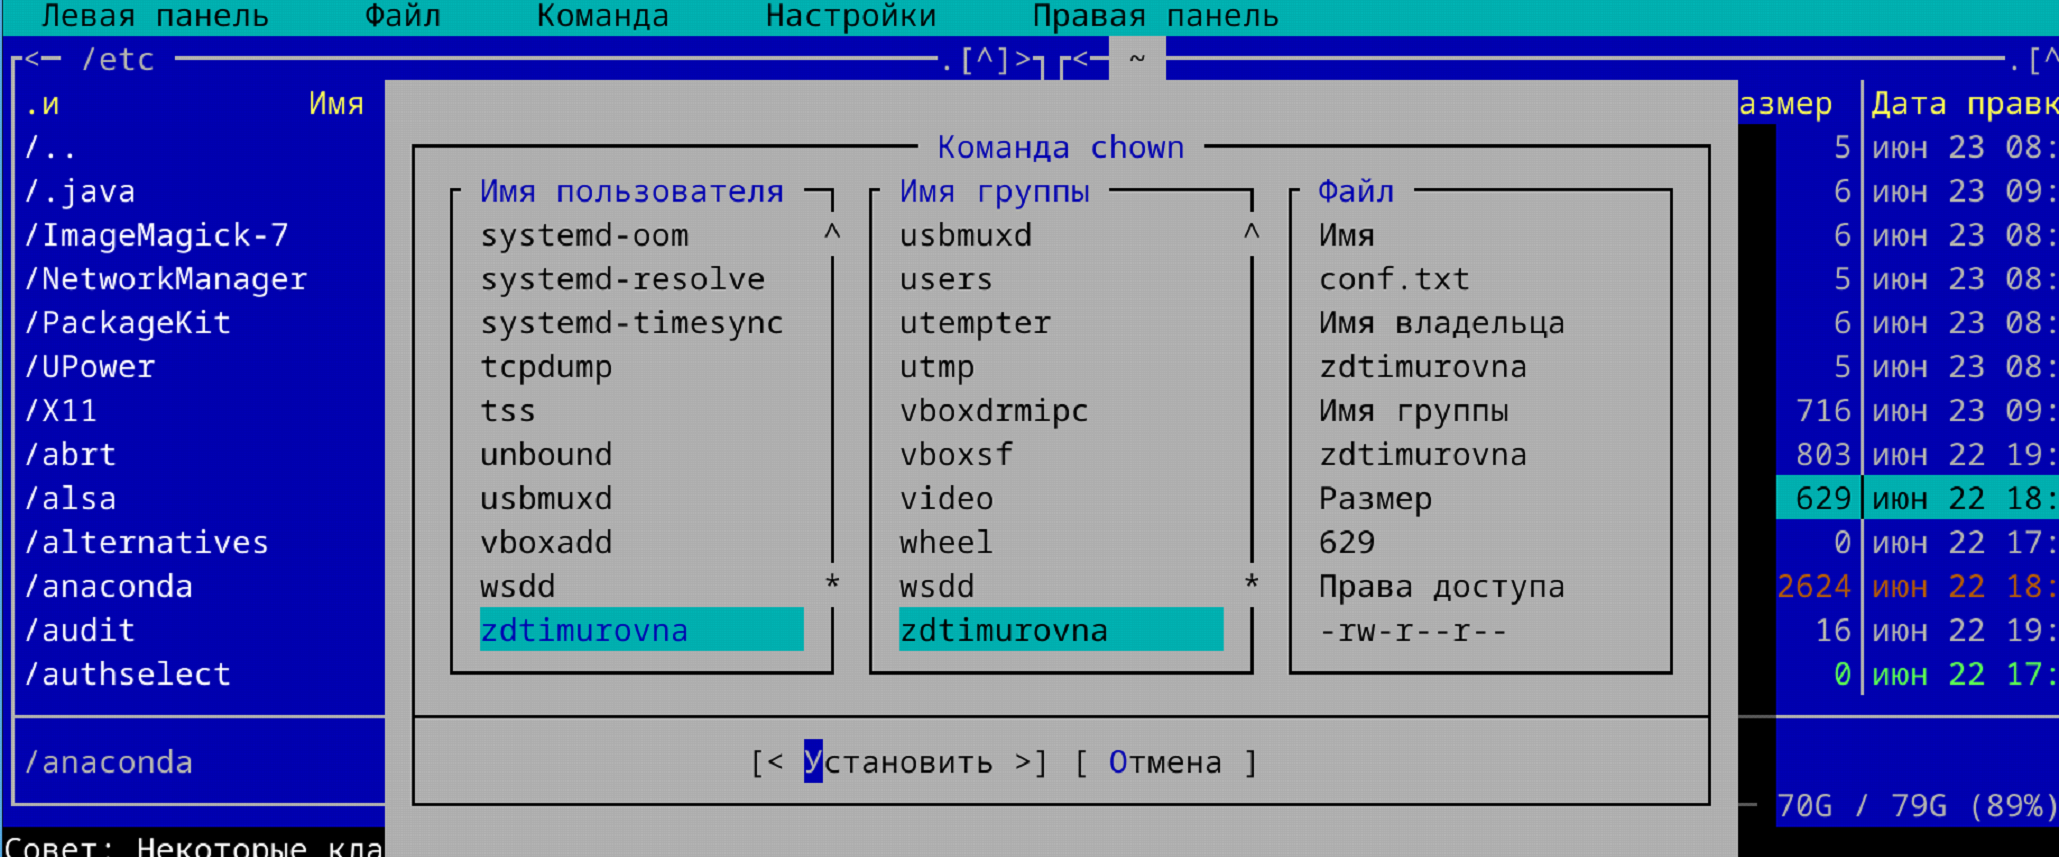 Левая панель Файл Команда Настройки Правая панель
<— /etc .[^]> <— ~ .[^
.и Имя азмер Дата правк
/.. 5 июн 23 08:
/.java 6 июн 23 09:
/ImageMagick-7 6 июн 23 08:
/NetworkManager 5 июн 23 08:
/PackageKit 6 июн 23 08:
/UPower 5 июн 23 08:
/X11 716 июн 23 09:
/abrt 803 июн 22 19:
/alsa 629 июн 22 18:
/alternatives 0 июн 22 17:
/anaconda 2624 июн 22 18:
/audit 16 июн 22 19:
/authselect 0 июн 22 17:
/anaconda
70G / 79G (89%)
Совет: Некоторые кла
Команда chown
Имя пользователя
systemd-oom ^
systemd-resolve
systemd-timesync
tcpdump
tss
unbound
usbmuxd
vboxadd
wsdd *
zdtimurovna
Имя группы
usbmuxd ^
users
utempter
utmp
vboxdrmipc
vboxsf
video
wheel
wsdd *
zdtimurovna
Файл
Имя
conf.txt
Имя владельца
zdtimurovna
Имя группы
zdtimurovna
Размер
629
Права доступа
-rw-r--r--
[< Установить >] [ Отмена ]